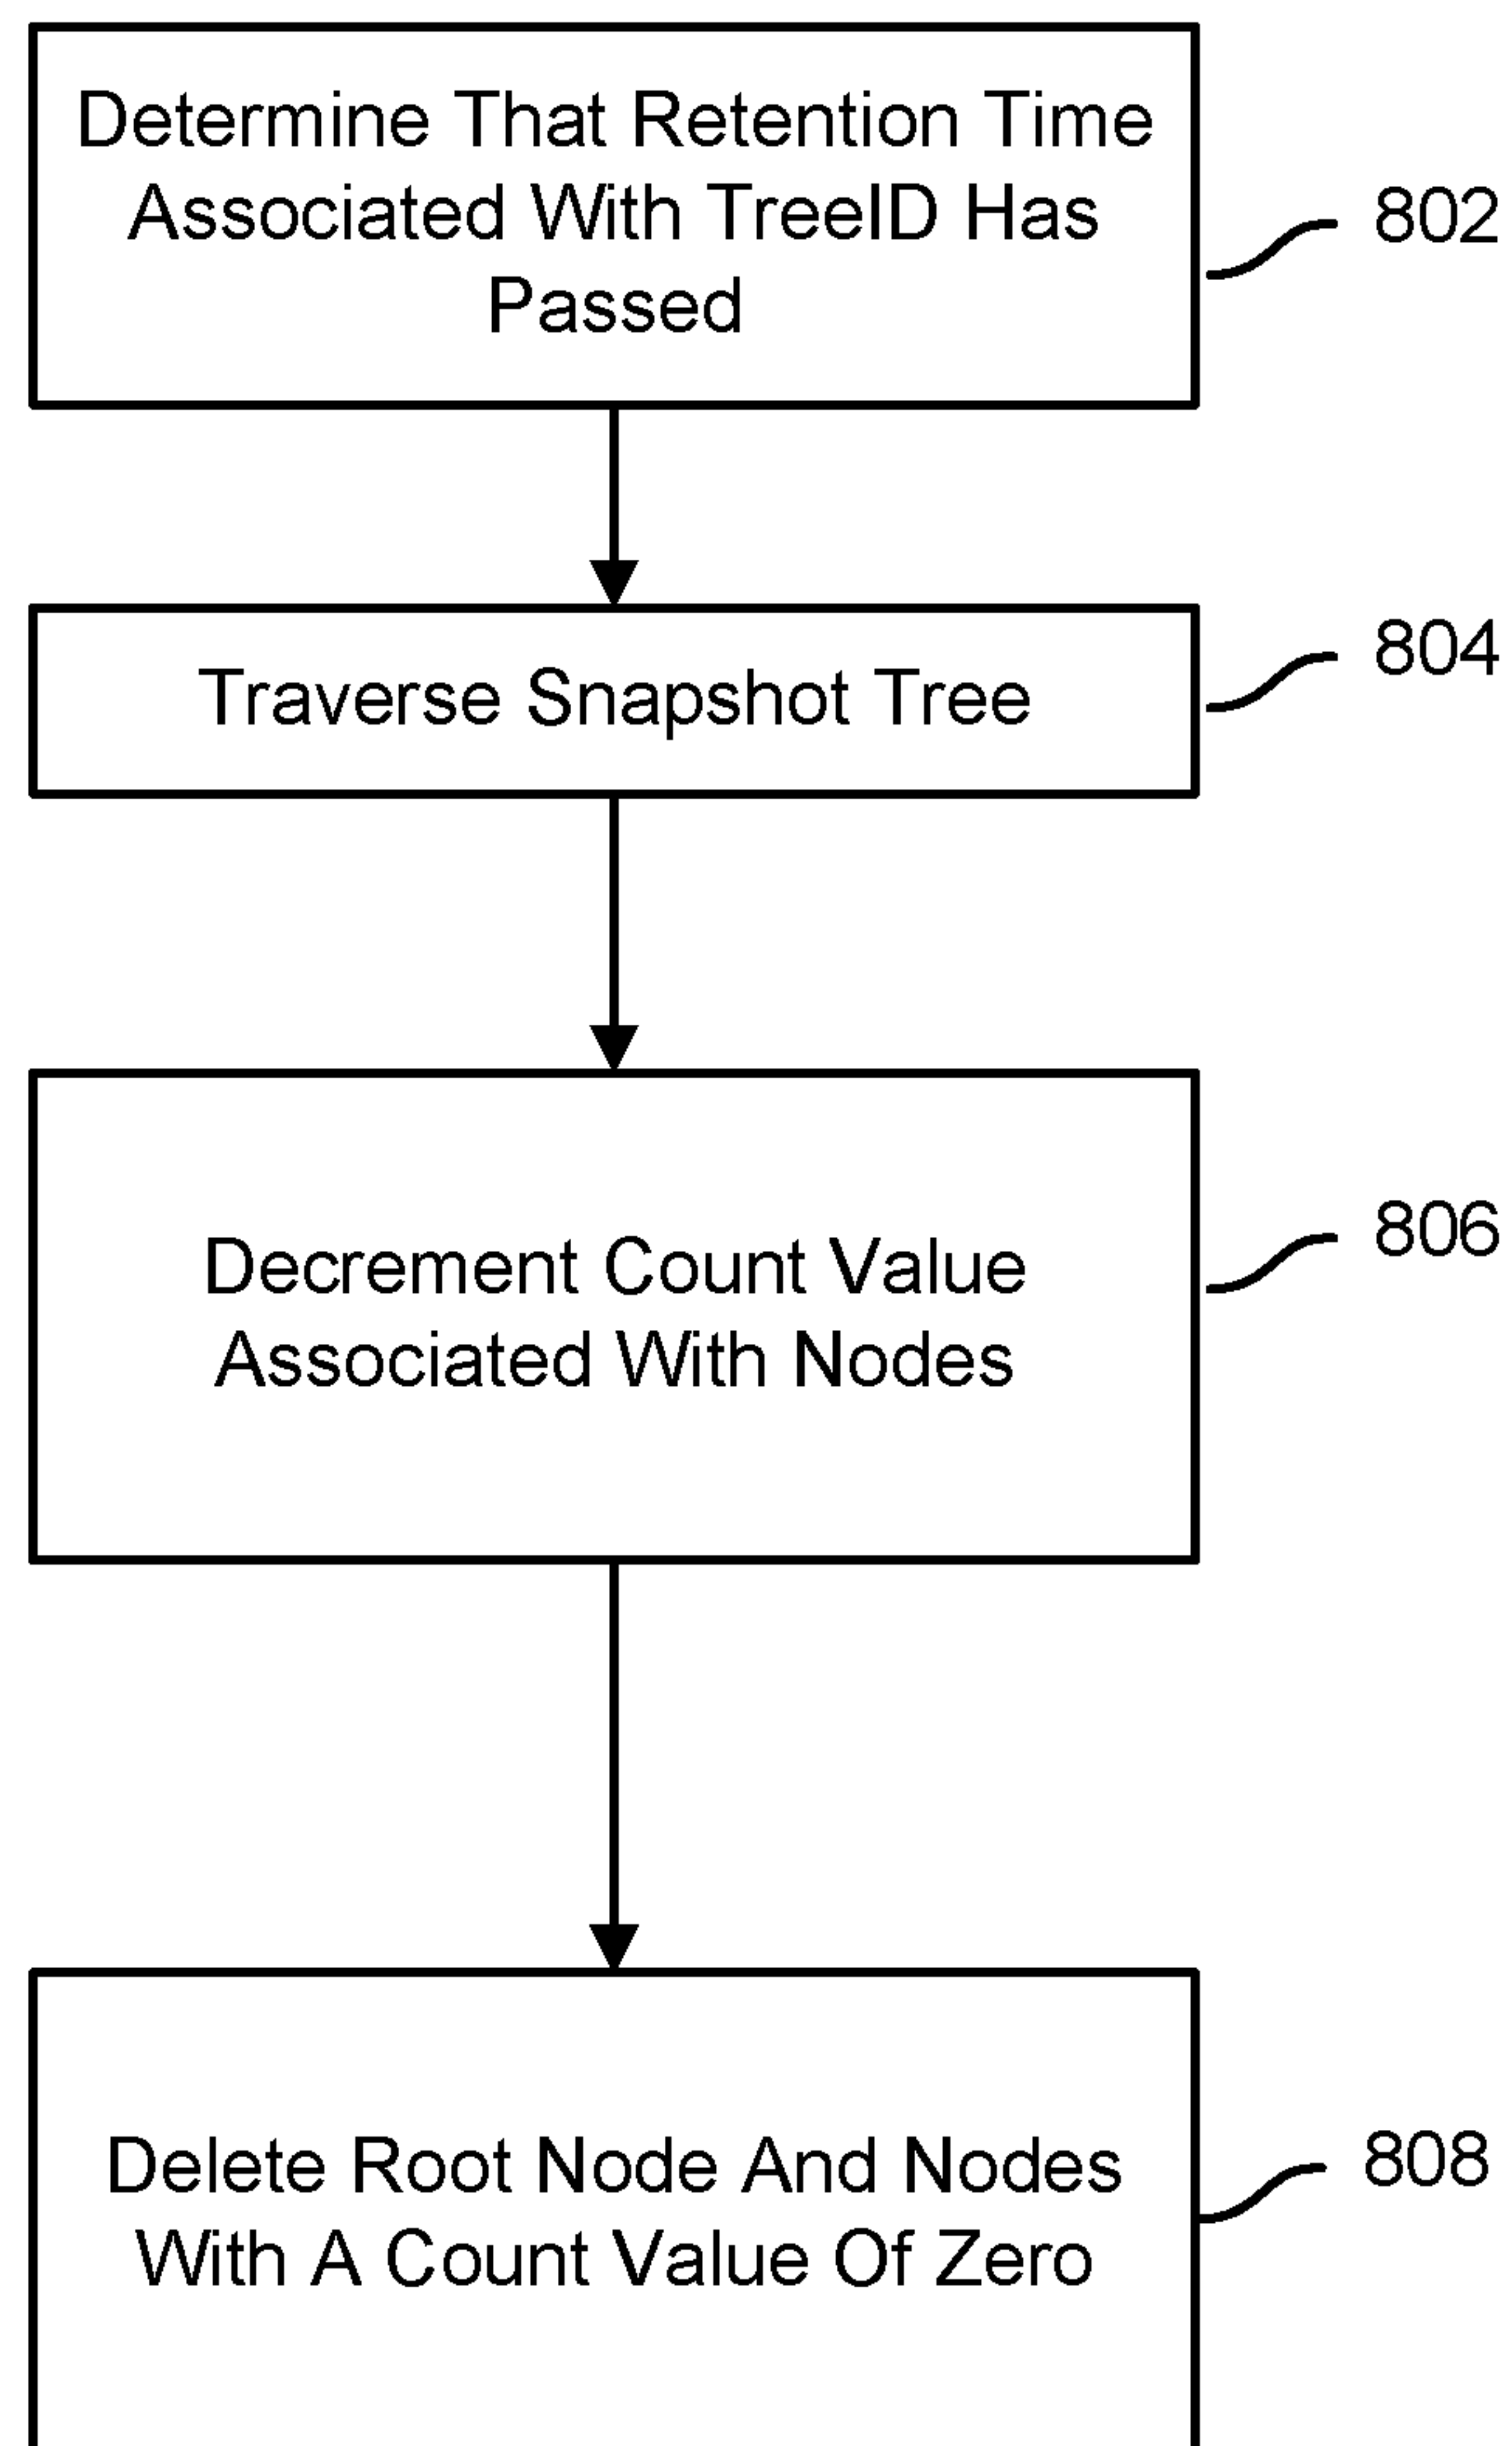 Determine That Retention Time
Associated With TreeID Has
Passed
802
Traverse Snapshot Tree
804
Decrement Count Value
Associated With Nodes
806
Delete Root Node And Nodes
With A Count Value Of Zero
808